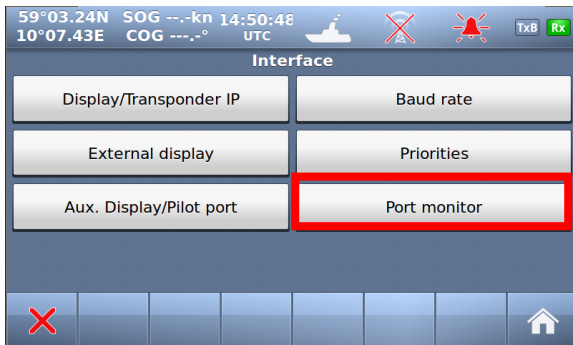 59°03.24N SOG --.-kn 14:50:48
10°07.43E COG ---.-° UTC
TxB Rx
Interface
Display/Transponder IP
Baud rate
External display
Priorities
Aux. Display/Pilot port
Port monitor